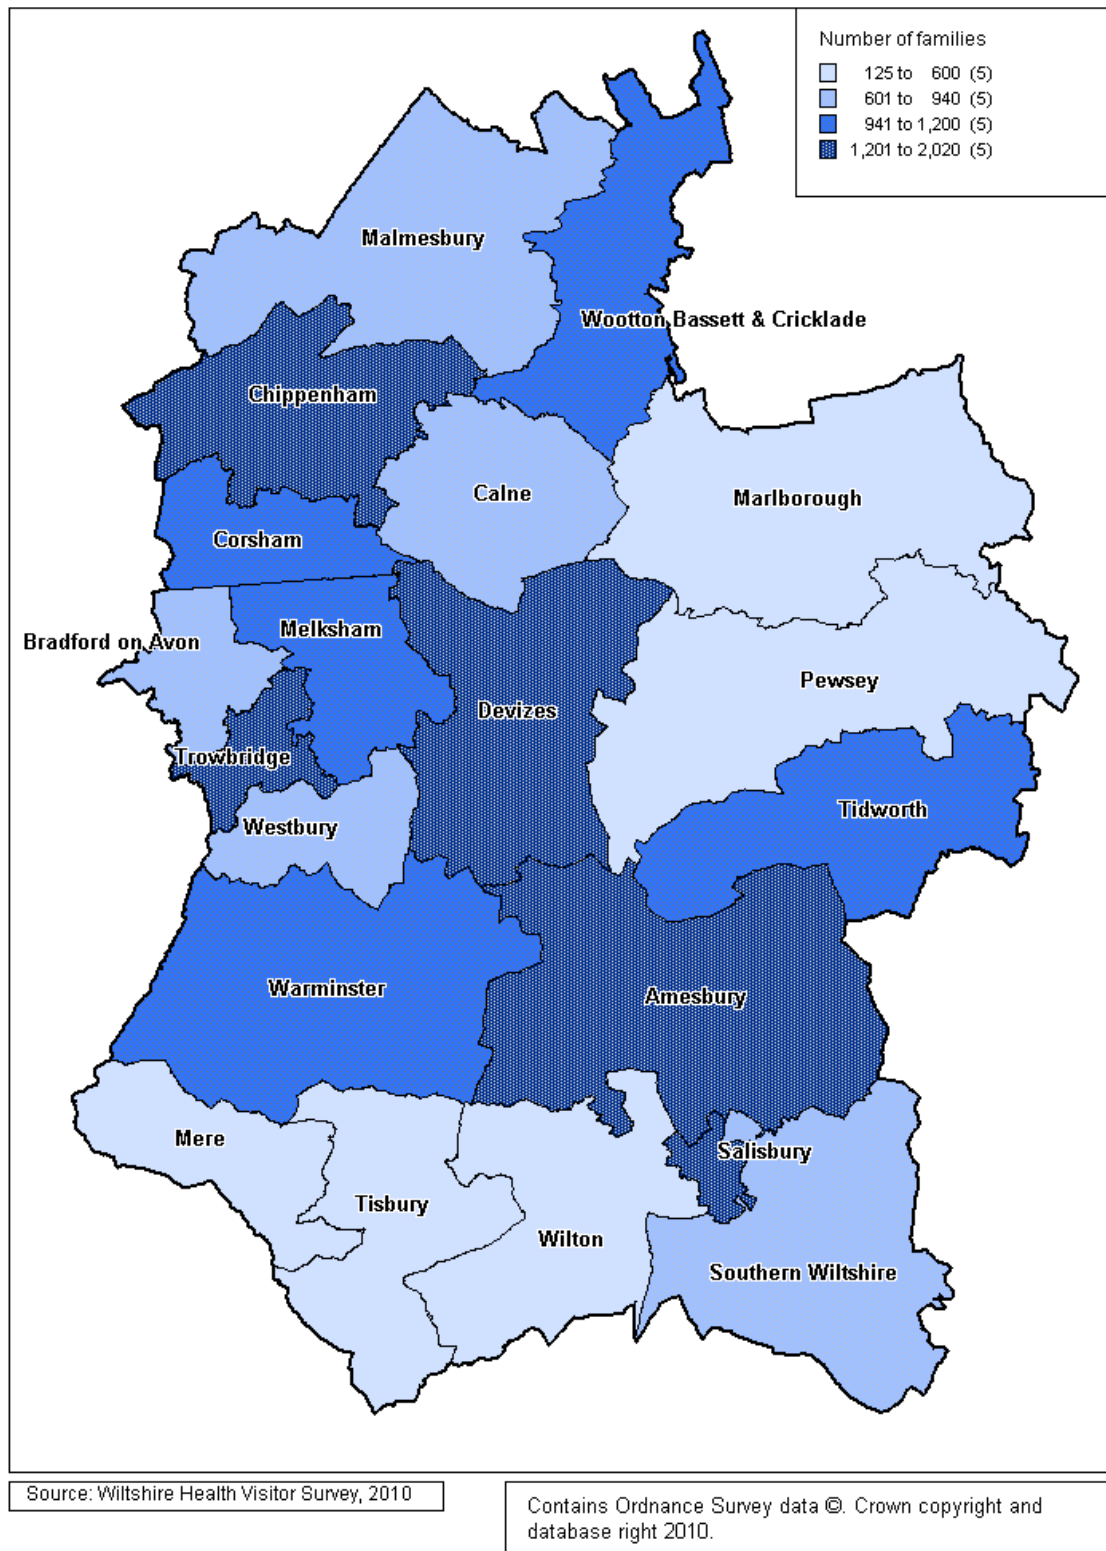 Number of families
125 to 600 (5)
601 to 940 (5)
941 to 1,200 (5)
1,201 to 2,020 (5)
Malmesbury
Wootton Bassett & Cricklade
Chippenham
Calne
Marlborough
Corsham
Bradford on Avon
Melksham
Pewsey
Devizes
Trowbridge
Tidworth
Westbury
Warminster
Amesbury
Mere
Salisbury
Tisbury
Wilton
Southern Wiltshire
Source: Wiltshire Health Visitor Survey, 2010
Contains Ordnance Survey data ©. Crown copyright and
database right 2010.